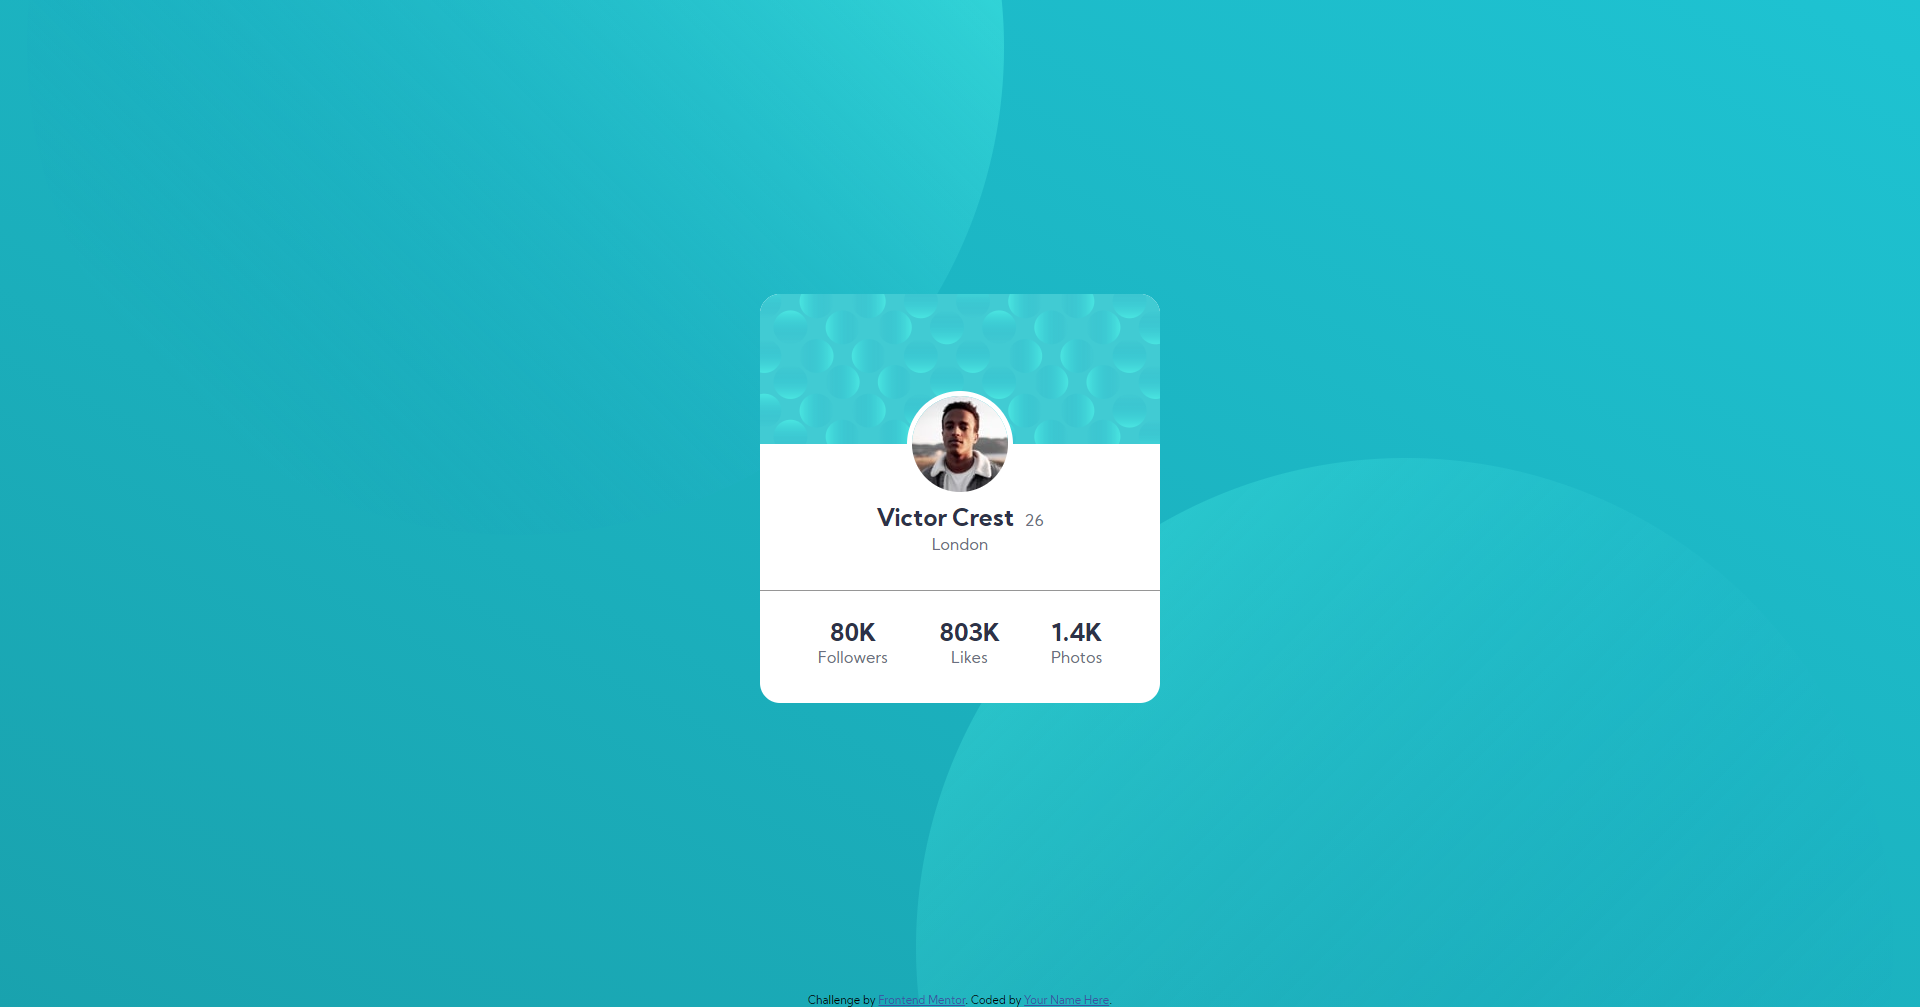 Victor Crest 26
London
80K 803K 1.4K
Followers Likes Photos
Challenge by Frontend Mentor. Coded by Your Name Here.